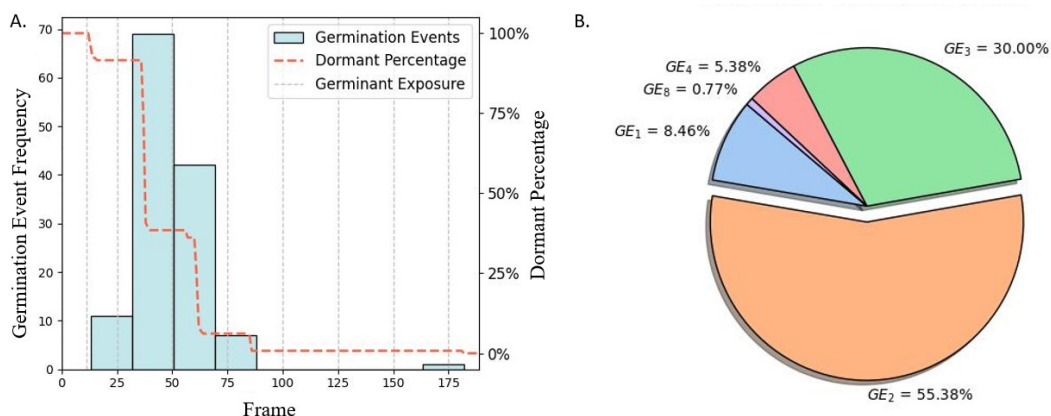 A.
Germination Event Frequency
70
60
50
40
30
20
10
0
0
25
50
75
100
125
150
175
Frame
Germination Events
Dormant Percentage
Germinant Exposure
100%
75%
50%
25%
0%
Dormant Percentage
B.
GE3 = 30.00%
GE4 = 5.38%
GE8 = 0.77%
GE1 = 8.46%
GE2 = 55.38%